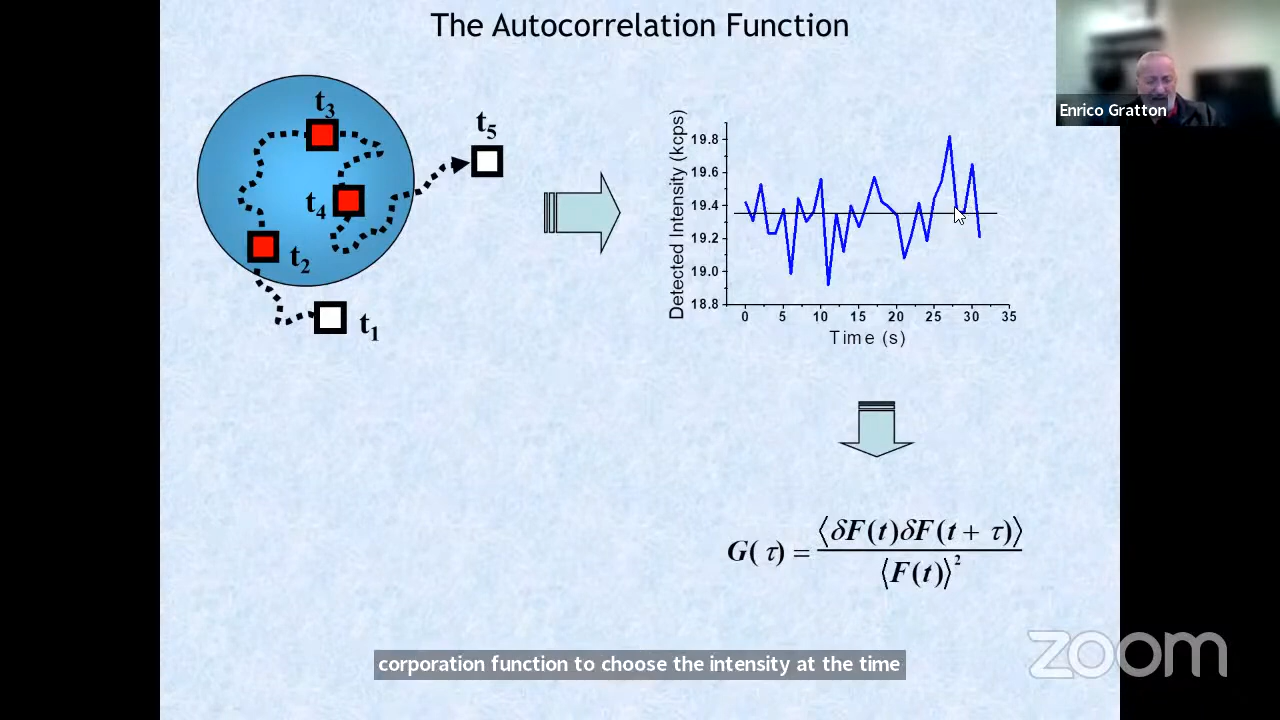 The Autocorrelation Function
Enrico Gratton
t3
t5
t4
t2
t1
Detected Intensity (kcps)
19.8
19.6
19.4
19.2
19.0
18.8
0 5 10 15 20 25 30 35
Time (s)
G(τ) = ⟨δF(t)δF(t + τ)⟩ / ⟨F(t)⟩²
corporation function to choose the intensity at the time
zoom